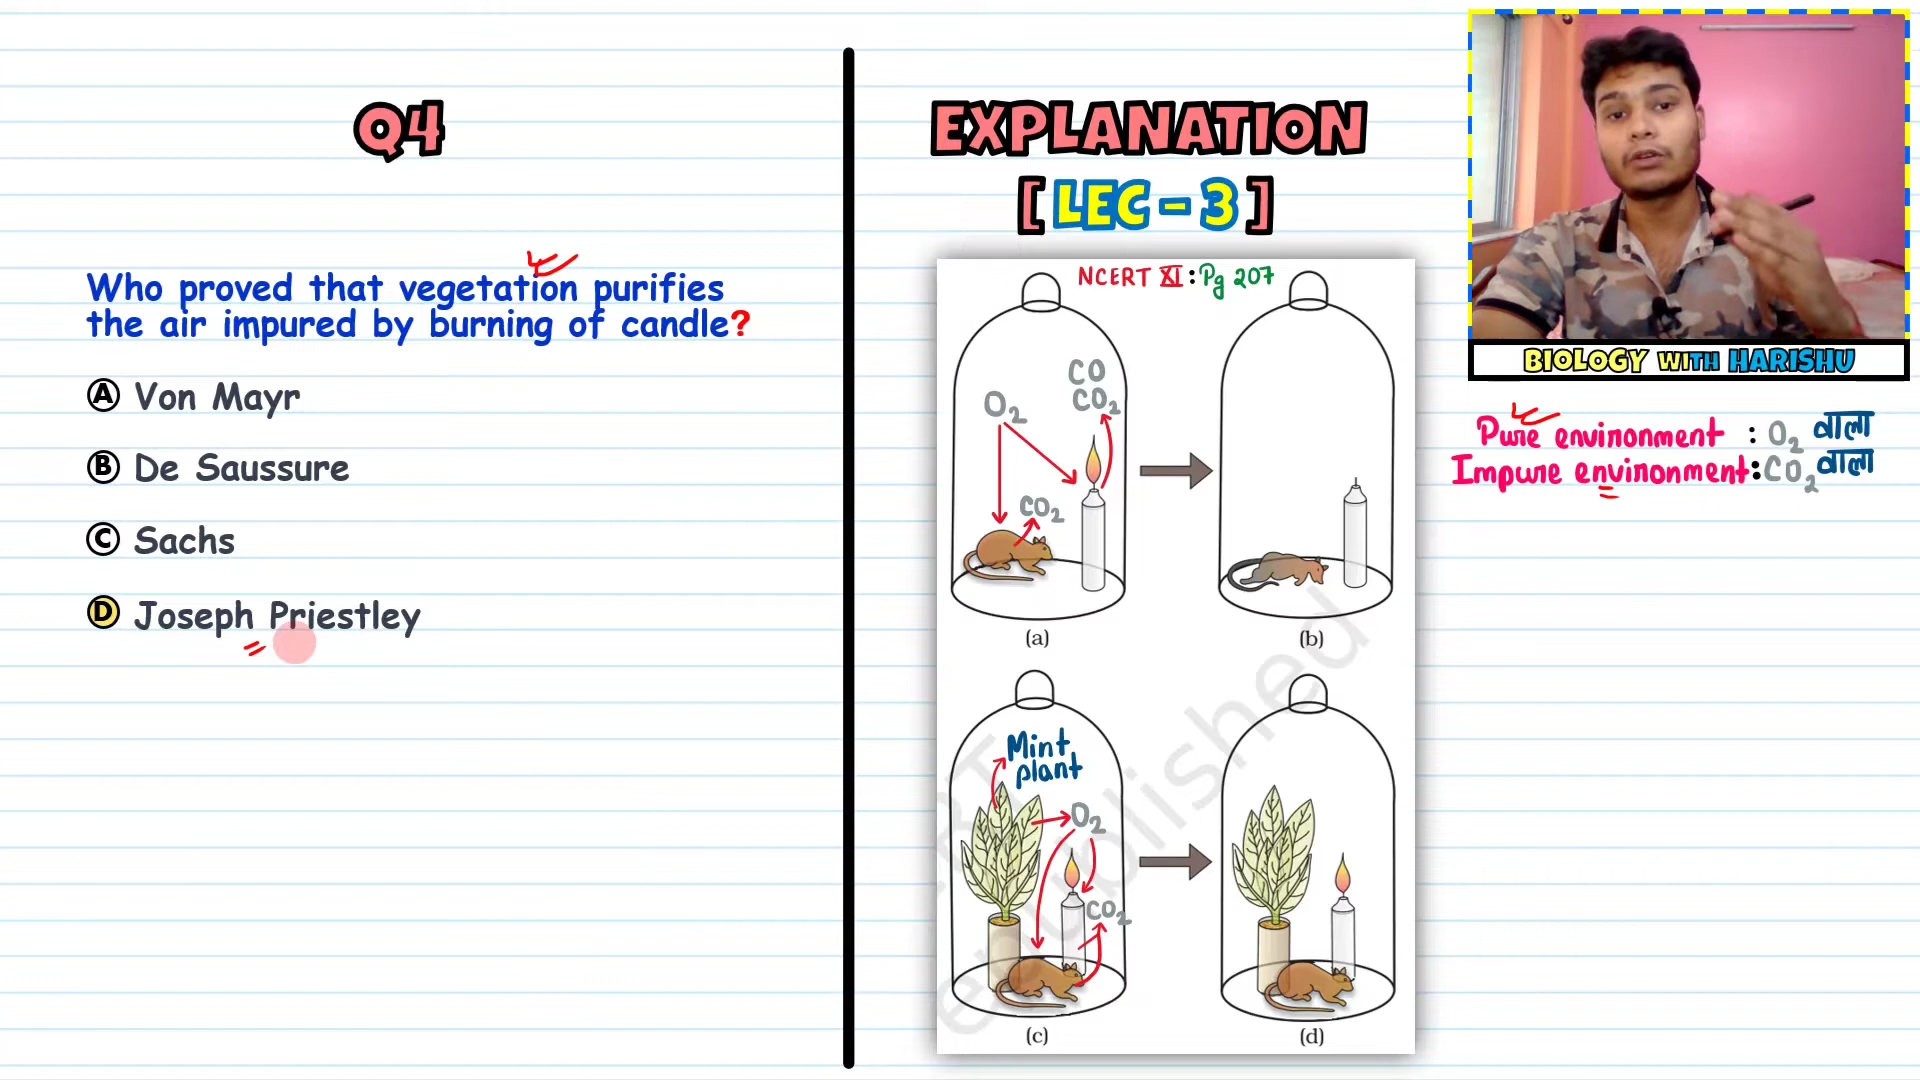 Q4
Who proved that vegetation purifies
the air impured by burning of candle?
A Von Mayr
B De Saussure
C Sachs
D Joseph Priestley
EXPLANATION
[ LEC - 3 ]
NCERT XI : Pg 207
CO
CO2
O2
CO2
(a)
(b)
Mint
plant
O2
CO2
(c)
(d)
BIOLOGY WITH HARISHU
Pure environment : O2 वाला
Impure environment : CO2 वाला